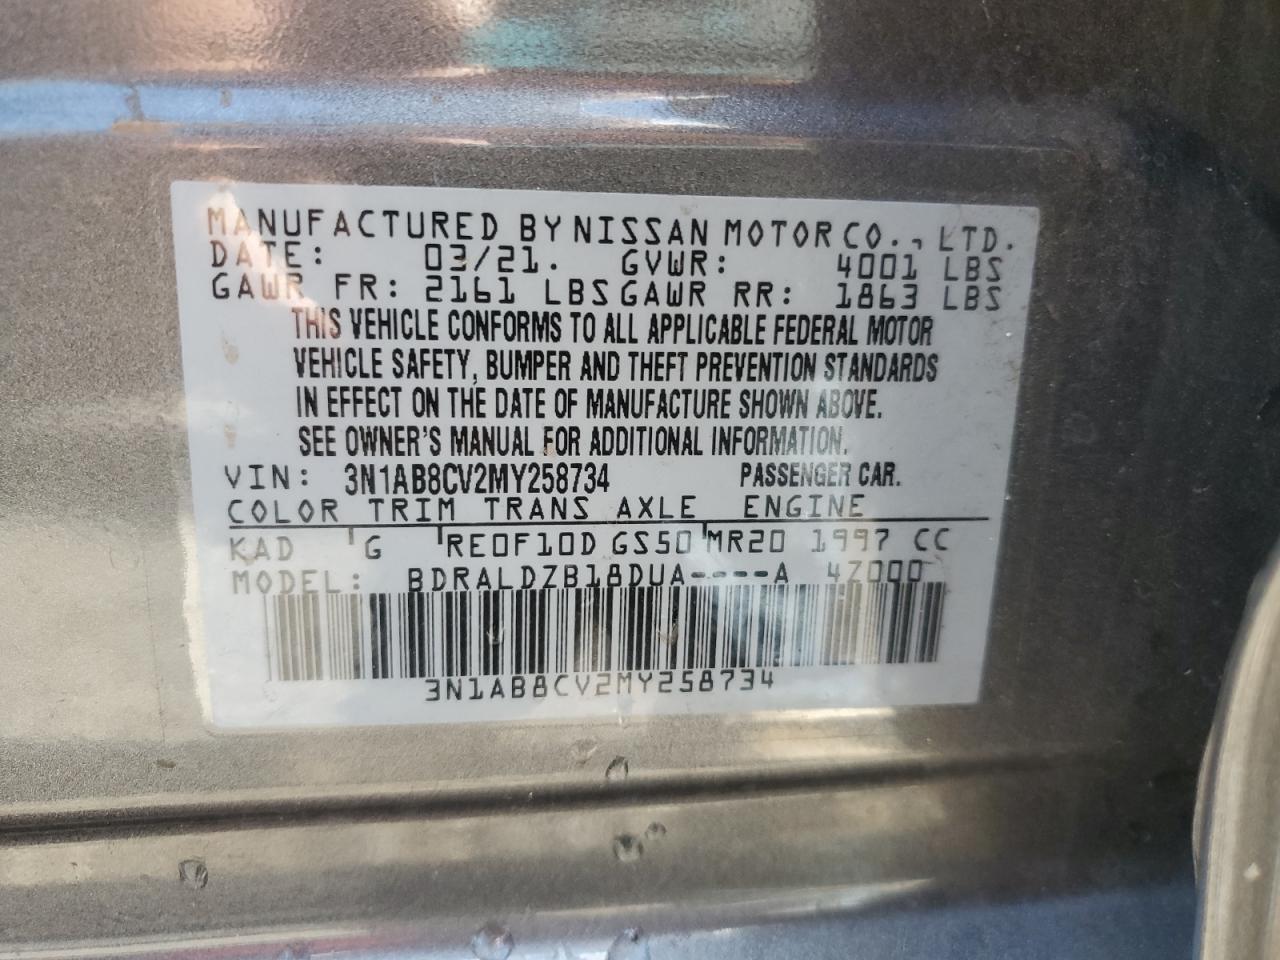 MANUFACTURED BY NISSAN MOTOR CO., LTD.
DATE: 03/21. GVWR: 4001 LBS
GAWR FR: 2161 LBS GAWR RR: 1863 LBS
THIS VEHICLE CONFORMS TO ALL APPLICABLE FEDERAL MOTOR
VEHICLE SAFETY, BUMPER AND THEFT PREVENTION STANDARDS
IN EFFECT ON THE DATE OF MANUFACTURE SHOWN ABOVE.
SEE OWNER'S MANUAL FOR ADDITIONAL INFORMATION.
VIN: 3N1AB8CV2MY258734 PASSENGER CAR.
COLOR TRIM TRANS AXLE ENGINE
KAD G RE0F10D GS50 MR20 1997 CC
MODEL: BDRALDZB18DUA----A 4Z000
3N1AB8CV2MY258734